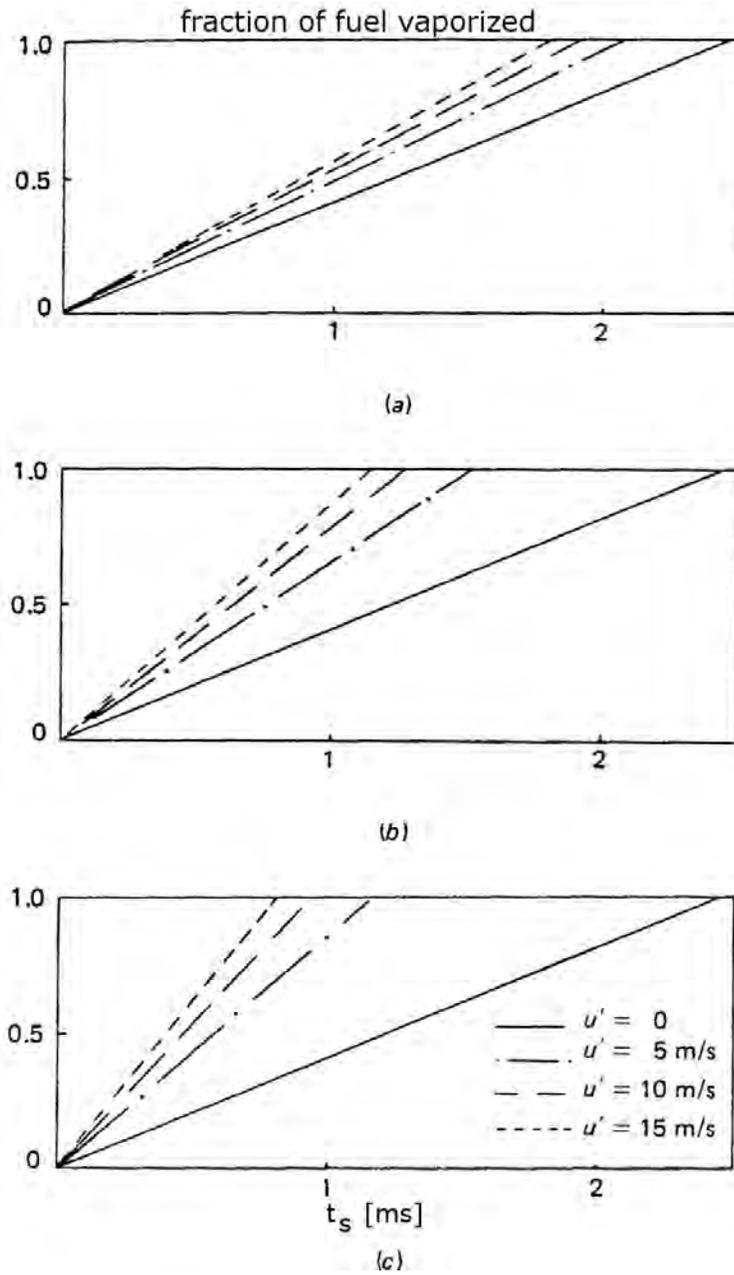 fraction of fuel vaporized
1.0
0.5
0
1 2
(a)
1.0
0.5
0
1 2
(b)
1.0
0.5
0
u' = 0
u' = 5 m/s
u' = 10 m/s
u' = 15 m/s
1 2
t_s [ms]
(c)